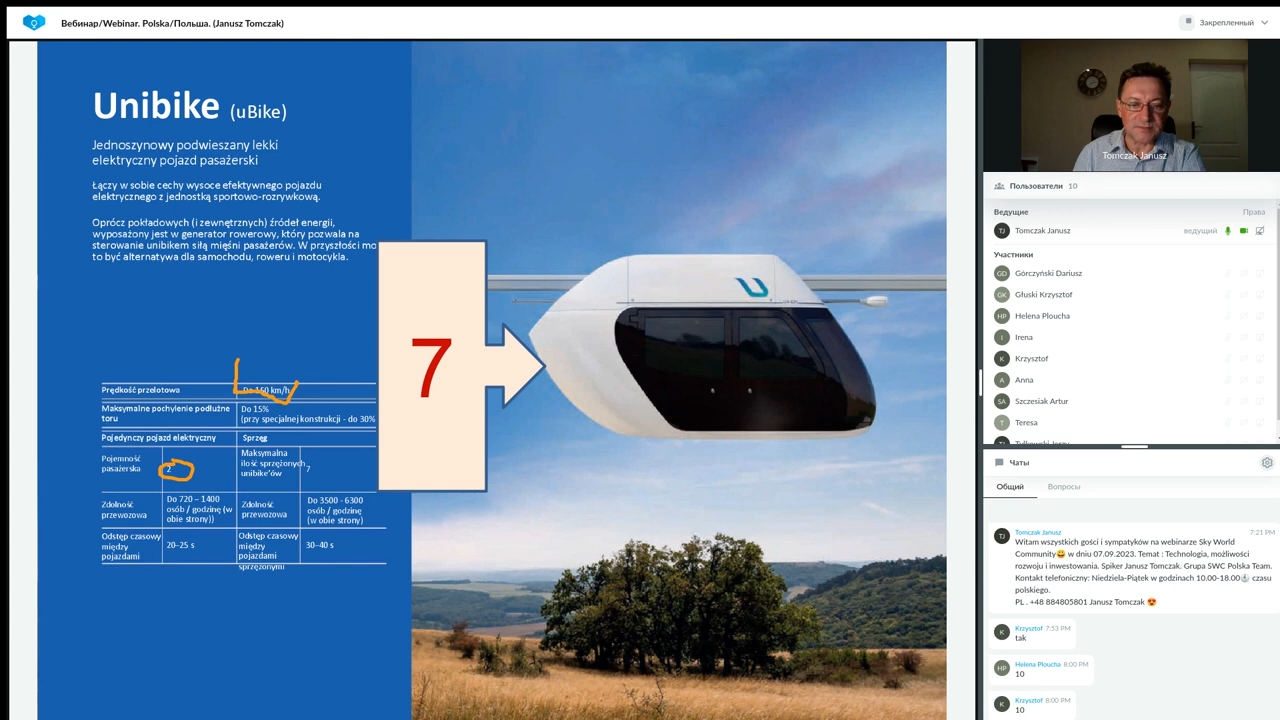 Вебинар/Webinar. Polska/Польша. (Janusz Tomczak)
Закрепленный
Unibike (uBike)
Jednoszynowy podwieszany lekki
elektryczny pojazd pasażerski
Łączy w sobie cechy wysoce efektywnego pojazdu
elektrycznego z jednostką sportowo-rozrywkową.
Oprócz pokładowych (i zewnętrznych) źródeł energii,
wyposażony jest w generator rowerowy, który pozwala na
sterowanie unibikem siłą mięśni pasażerów. W przyszłości mo
to być alternatywa dla samochodu, roweru i motocykla.
7
Prędkość przelotowa
Do 150 km/h
Maksymalne pochylenie podłużne
toru
Do 15%
(przy specjalnej konstrukcji - do 30%
Pojedynczy pojazd elektryczny
Sprzęg
Pojemność
pasażerska
2
Maksymalna
ilość sprzężonych
unibike'ów
7
Zdolność
przewozowa
Do 720 – 1400
osób / godzinę (w
obie strony))
Zdolność
przewozowa
Do 3500 - 6300
osób / godzinę
(w obie strony)
Odstęp czasowy
między
pojazdami
20–25 s
Odstęp czasowy
między
pojazdami
sprzężonymi
30–40 s
Tomczak Janusz
Пользователи 10
Ведущие
Права
TJ Tomczak Janusz ведущий
Участники
GD Górczyński Dariusz
GK Głuski Krzysztof
HP Helena Ploucha
I Irena
K Krzysztof
A Anna
SA Szczesiak Artur
T Teresa
Tylkowski Jerzy
Чаты
Общий
Вопросы
TJ Tomczak Janusz 7:21 PM
Witam wszystkich gości i sympatyków na webinarze Sky World
Community😀 w dniu 07.09.2023. Temat : Technologia, możliwości
rozwoju i inwestowania. Spiker Janusz Tomczak. Grupa SWC Polska Team.
Kontakt telefoniczny: Niedziela-Piątek w godzinach 10.00-18.00⏰ czasu
polskiego.
PL . +48 884805801 Janusz Tomczak 😍
K Krzysztof 7:53 PM
tak
HP Helena Ploucha 8:00 PM
10
K Krzysztof 8:00 PM
10